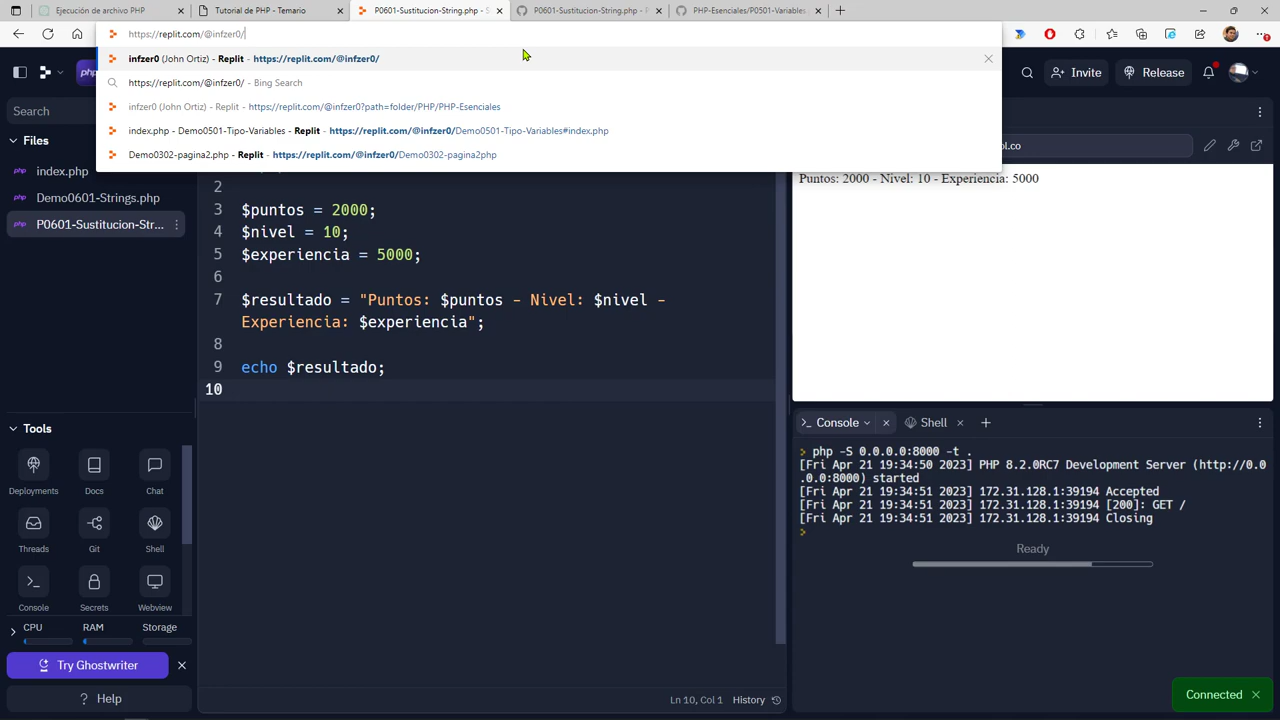 Ejecución de archivo PHP
Tutorial de PHP - Temario
P0601-Sustitucion-String.php - S
P0601-Sustitucion-String.php - P
PHP-Esenciales/P0501-Variables
https://replit.com/@infzer0/
infzer0 (John Ortiz) - Replit - https://replit.com/@infzer0/
https://replit.com/@infzer0/ - Bing Search
infzer0 (John Ortiz) - Replit - https://replit.com/@infzer0?path=folder/PHP/PHP-Esenciales
index.php - Demo0501-Tipo-Variables - Replit - https://replit.com/@infzer0/Demo0501-Tipo-Variables#index.php
Demo0302-pagina2.php - Replit - https://replit.com/@infzer0/Demo0302-pagina2php
php
Invite
Release
Search
Files
index.php
Demo0601-Strings.php
P0601-Sustitucion-Str...
2
3 $puntos = 2000;
4 $nivel = 10;
5 $experiencia = 5000;
6
7 $resultado = "Puntos: $puntos - Nivel: $nivel -
Experiencia: $experiencia";
8
9 echo $resultado;
10
l.co
Puntos: 2000 - Nivel: 10 - Experiencia: 5000
Console
Shell
> php -S 0.0.0.0:8000 -t .
[Fri Apr 21 19:34:50 2023] PHP 8.2.0RC7 Development Server (http://0.0
.0.0:8000) started
[Fri Apr 21 19:34:51 2023] 172.31.128.1:39194 Accepted
[Fri Apr 21 19:34:51 2023] 172.31.128.1:39194 [200]: GET /
[Fri Apr 21 19:34:51 2023] 172.31.128.1:39194 Closing
>
Ready
Tools
Deployments
Docs
Chat
Threads
Git
Shell
Console
Secrets
Webview
CPU
RAM
Storage
Try Ghostwriter
? Help
Ln 10, Col 1
History
Connected